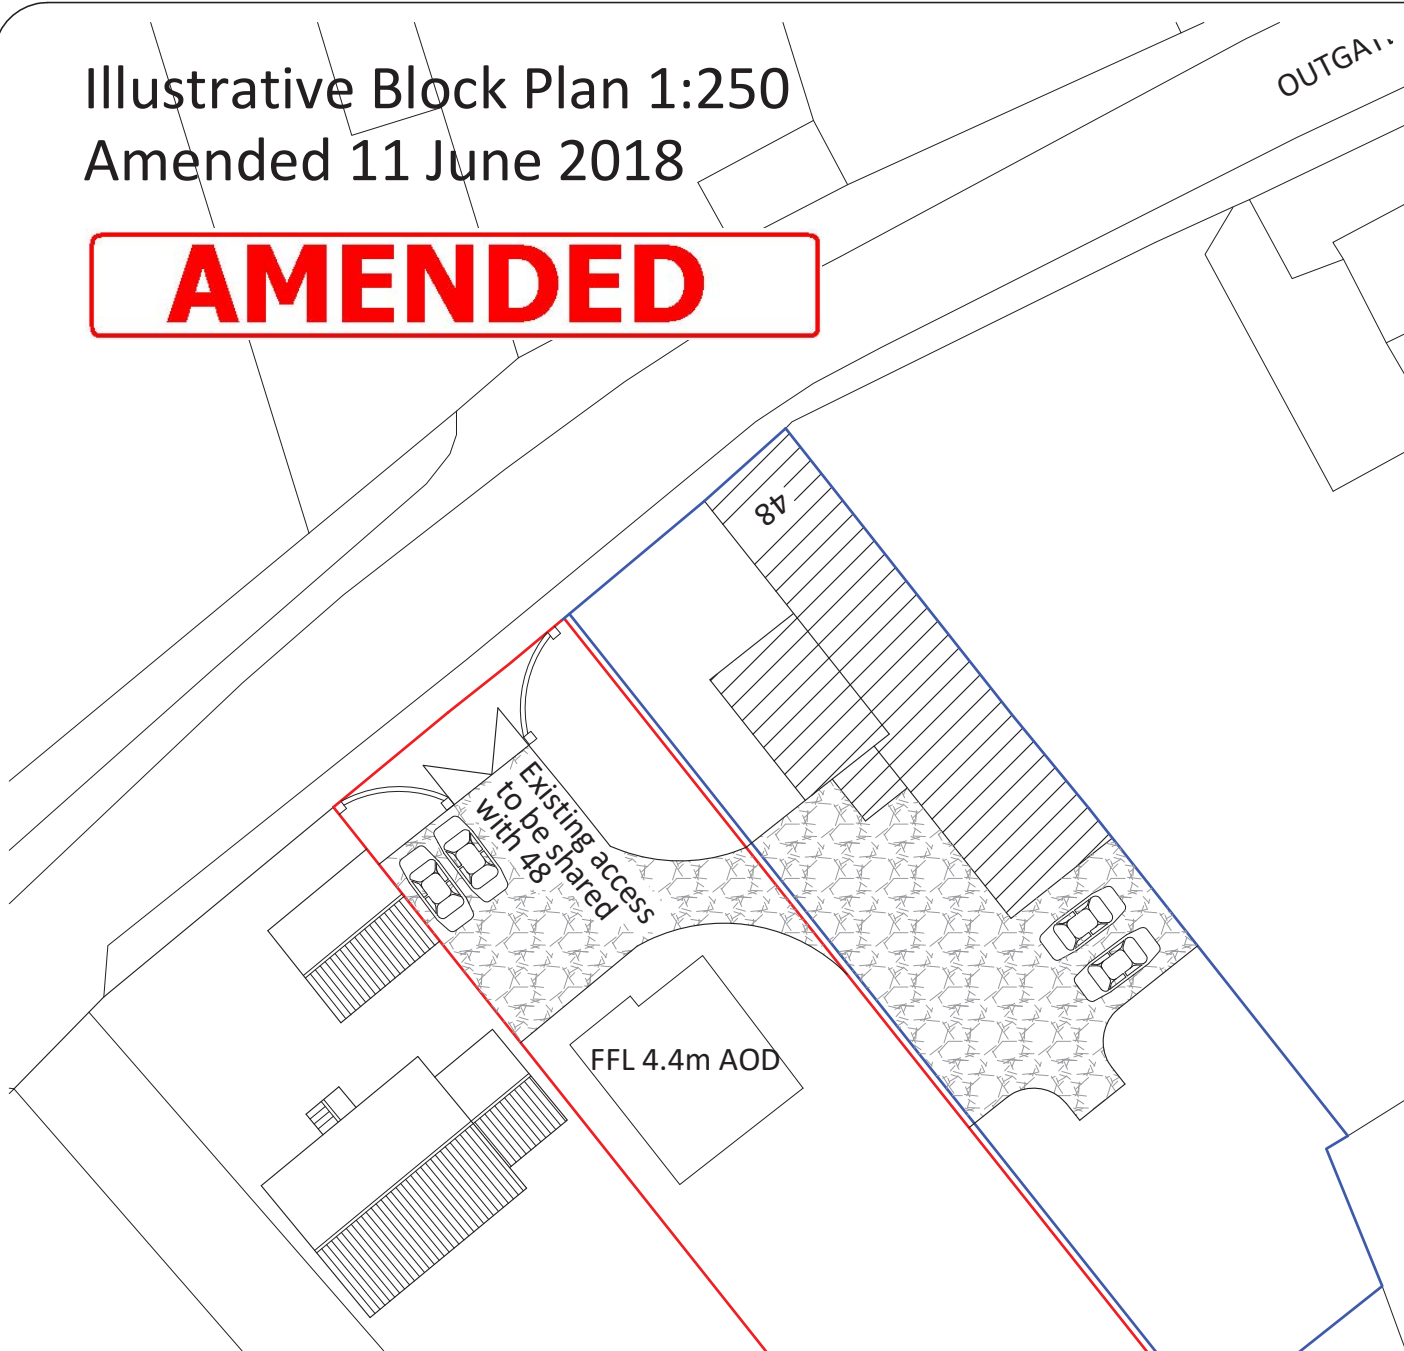 Illustrative Block Plan 1:250
Amended 11 June 2018
AMENDED
48
Existing access
to be shared
with 48
FFL 4.4m AOD